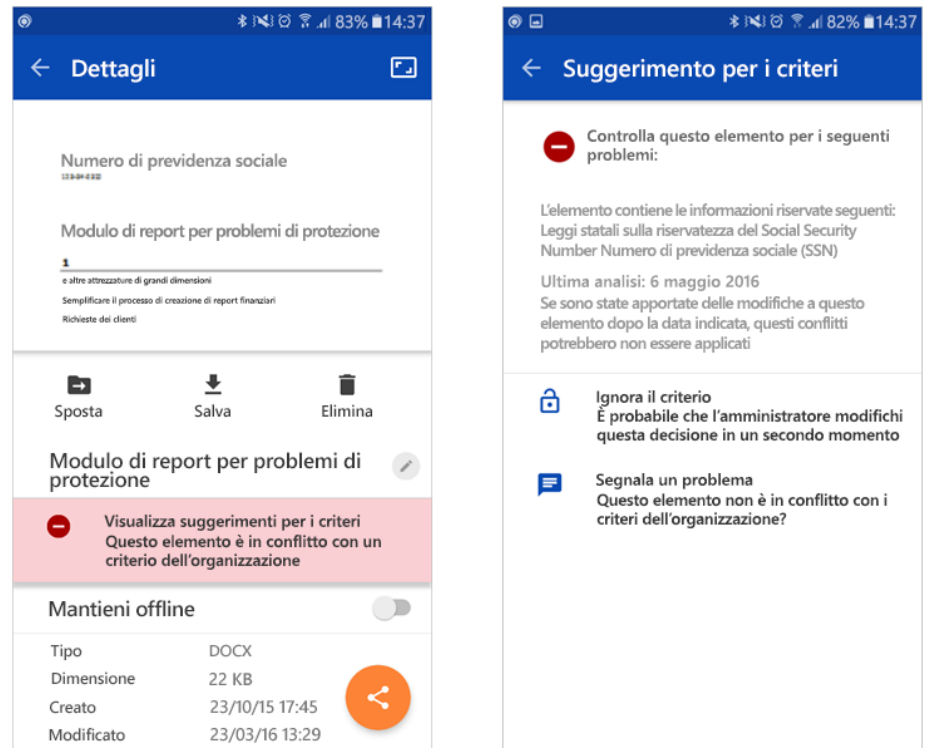 83% 14:37
Dettagli
Numero di previdenza sociale
Modulo di report per problemi di protezione
1
e altre attrezzature di grandi dimensioni
Semplificare il processo di creazione di report finanziari
Richieste dei clienti
Sposta
Salva
Elimina
Modulo di report per problemi di
protezione
Visualizza suggerimenti per i criteri
Questo elemento è in conflitto con un
criterio dell'organizzazione
Mantieni offline
Tipo DOCX
Dimensione 22 KB
Creato 23/10/15 17:45
Modificato 23/03/16 13:29
82% 14:37
Suggerimento per i criteri
Controlla questo elemento per i seguenti
problemi:
L'elemento contiene le informazioni riservate seguenti:
Leggi statali sulla riservatezza del Social Security
Number Numero di previdenza sociale (SSN)
Ultima analisi: 6 maggio 2016
Se sono state apportate delle modifiche a questo
elemento dopo la data indicata, questi conflitti
potrebbero non essere applicati
Ignora il criterio
È probabile che l'amministratore modifichi
questa decisione in un secondo momento
Segnala un problema
Questo elemento non è in conflitto con i
criteri dell'organizzazione?